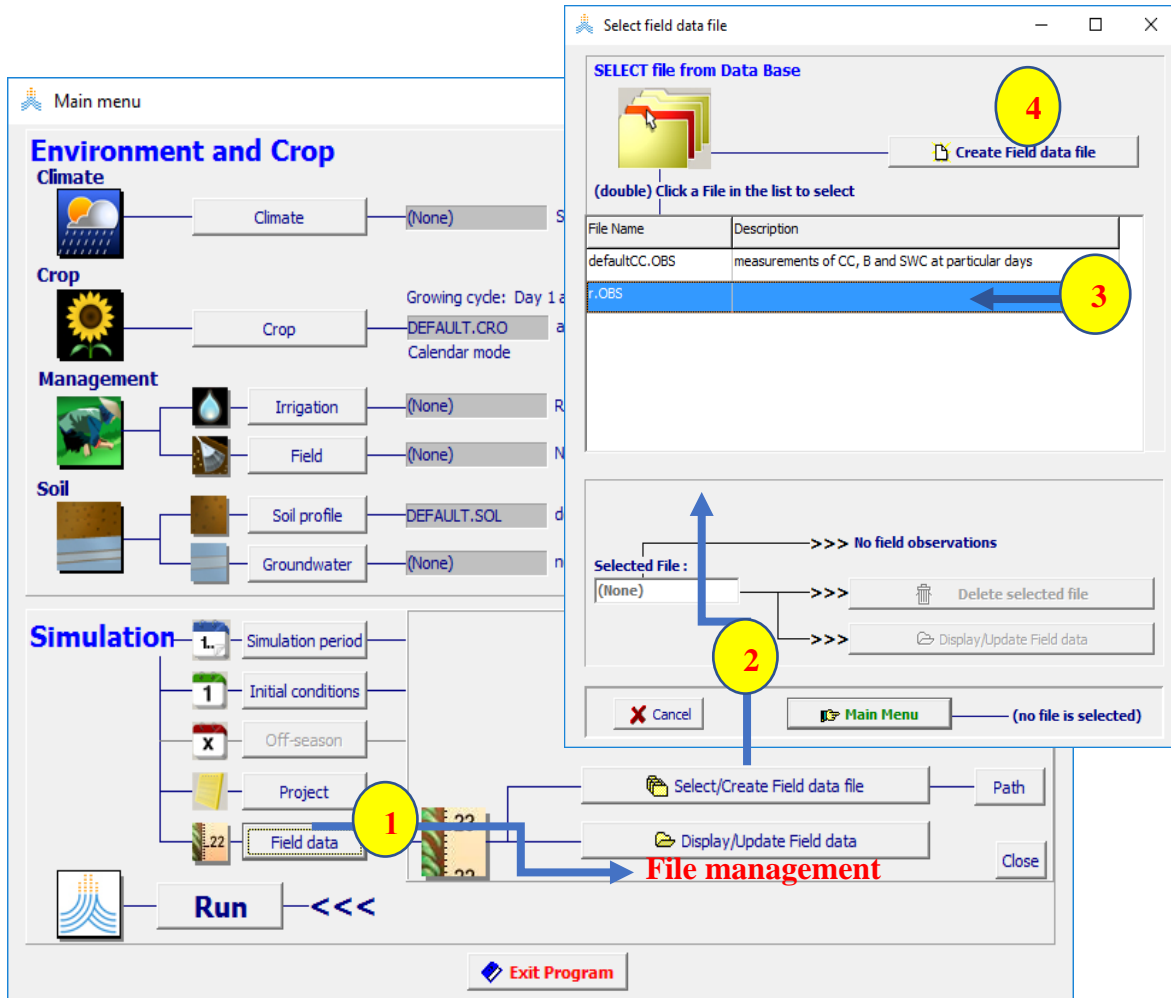 Select field data file
SELECT file from Data Base
4
Create Field data file
(double) Click a File in the list to select
File Name Description
defaultCC.OBS measurements of CC, B and SWC at particular days
r.OBS
3
>>> No field observations
Selected File :
(None)
>>> Delete selected file
>>> Display/Update Field data
2
Cancel
Main Menu
(no file is selected)
Main menu
Environment and Crop
Climate
Climate (None) S
Crop
Growing cycle: Day 1 a
Crop DEFAULT.CRO a
Calendar mode
Management
Irrigation (None) R
Field (None) N
Soil
Soil profile DEFAULT.SOL d
Groundwater (None) n
Simulation
1.. Simulation period
1 Initial conditions
x Off-season
Project
.22 Field data
1
23
22
Select/Create Field data file
Path
Display/Update Field data
File management
Close
Run <<<
Exit Program